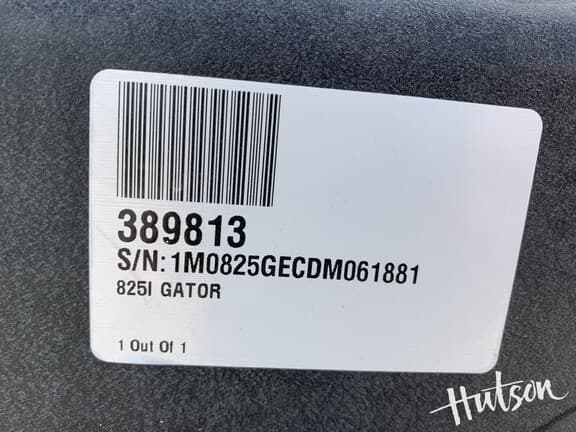 389813
S/N: 1M0825GECDM061881
825I GATOR
1 Out Of 1
Hutson